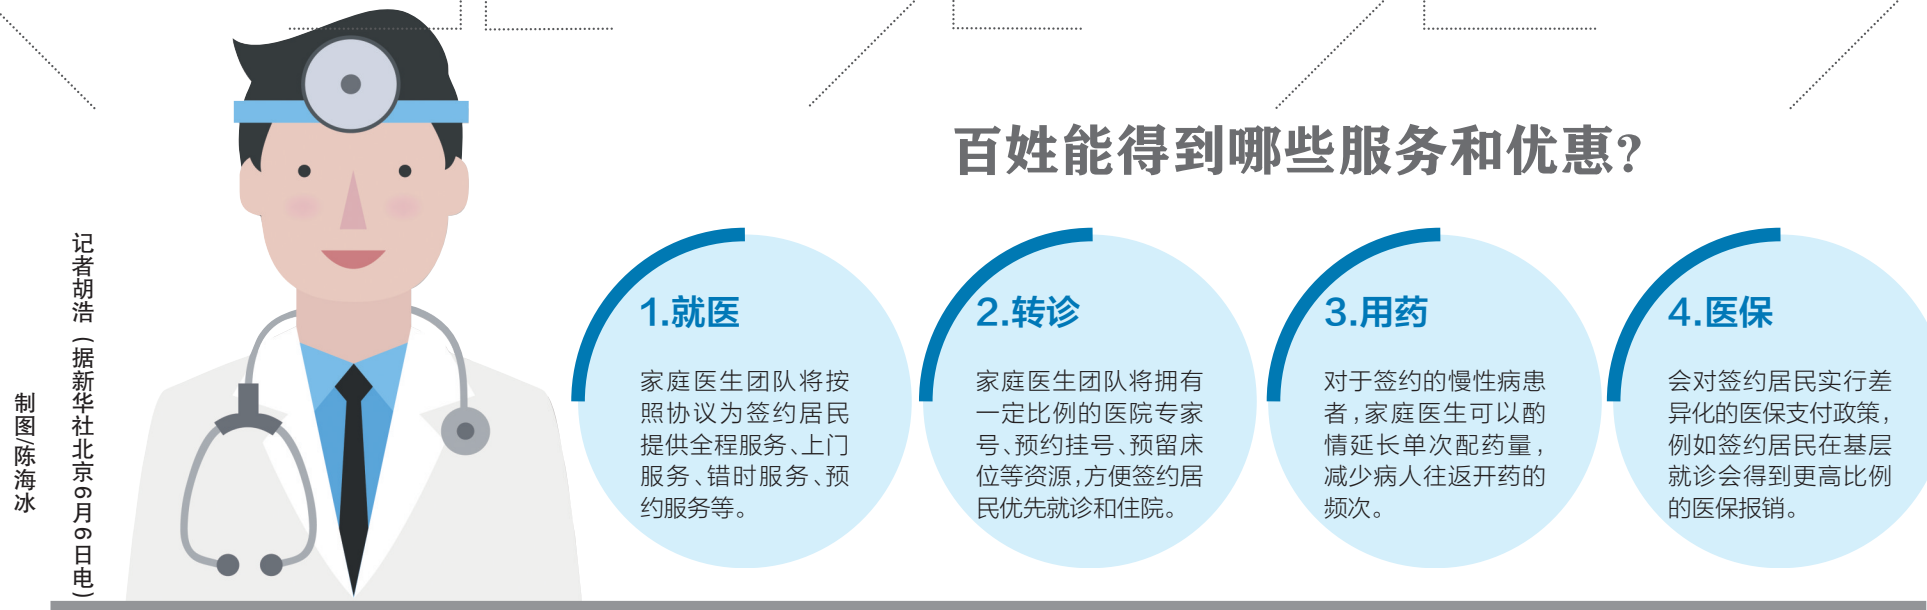 百姓能得到哪些服务和优惠?
1.就医
家庭医生团队将按
照协议为签约居民
提供全程服务、上门
服务、错时服务、预
约服务等。
2.转诊
家庭医生团队将拥有
一定比例的医院专家
号、预约挂号、预留床
位等资源,方便签约居
民优先就诊和住院。
3.用药
对于签约的慢性病患
者,家庭医生可以酌
情延长单次配药量,
减少病人往返开药的
频次。
4.医保
会对签约居民实行差
异化的医保支付政策,
例如签约居民在基层
就诊会得到更高比例
的医保报销。
记者胡浩(据新华社北京6月6日电)
制图/陈海冰